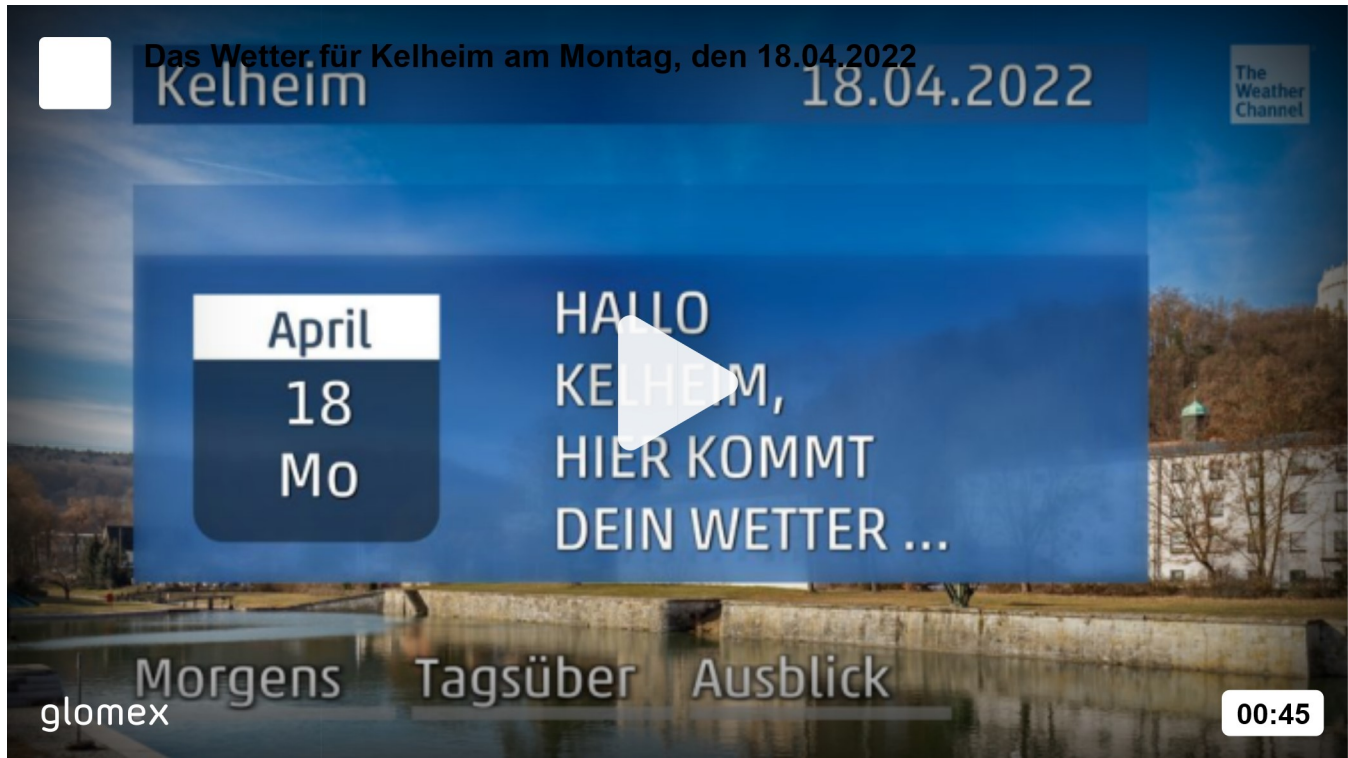 Das Wetter für Kelheim am Montag, den 18.04.2022
Kelheim 18.04.2022
The
Weather
Channel
April
18
Mo
HALLO
KELHEIM,
HIER KOMMT
DEIN WETTER ...
Morgens Tagsüber Ausblick
glomex
00:45